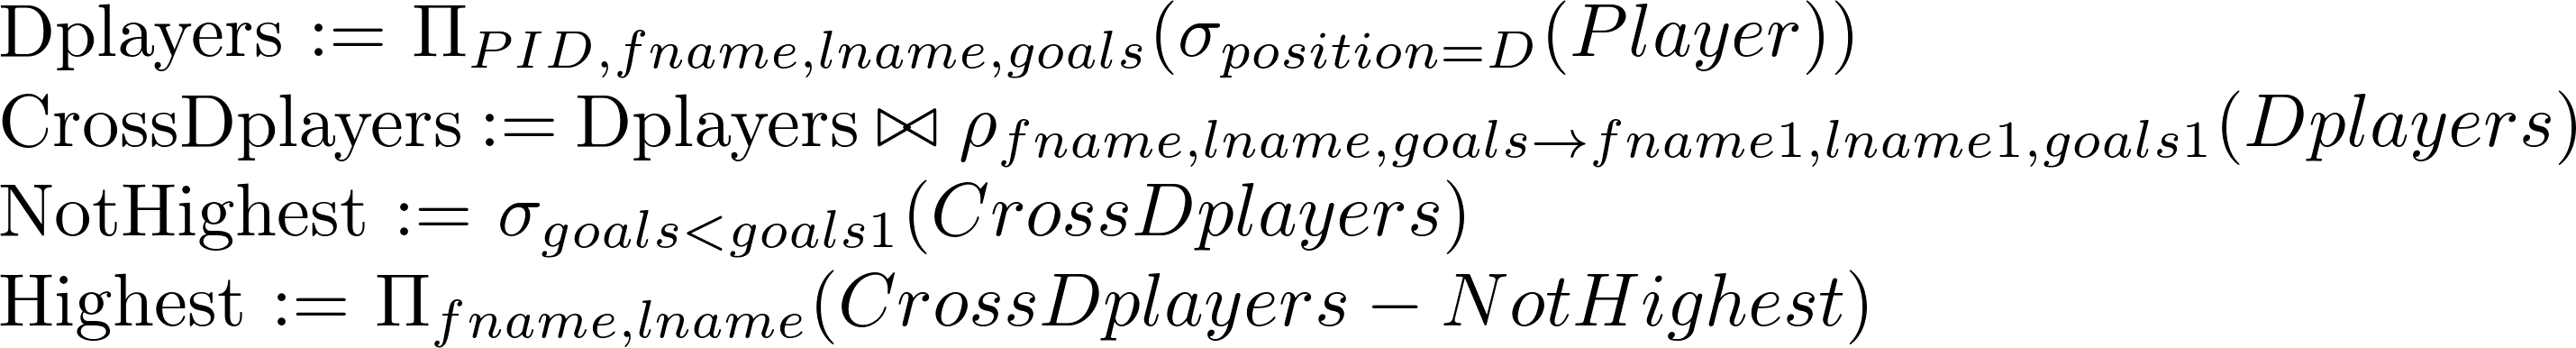 Dplayers := Π_{PID,fname,lname,goals}(σ_{position=D}(Player))
CrossDplayers := Dplayers ⋈ ρ_{fname,lname,goals→fname1,lname1,goals1}(Dplayers)
NotHighest := σ_{goals<goals1}(CrossDplayers)
Highest := Π_{fname,lname}(CrossDplayers − NotHighest)